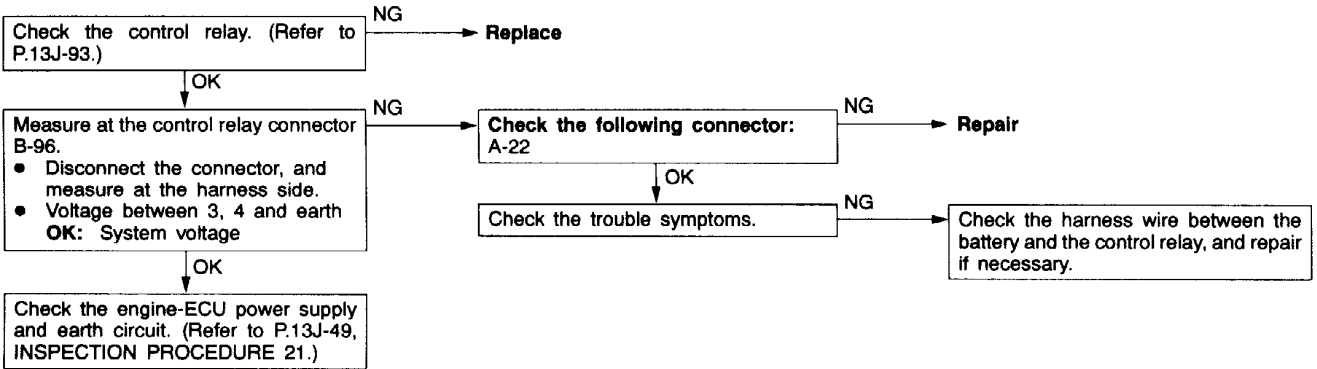 Check the control relay. (Refer to
P.13J-93.)
NG
Replace
OK
Measure at the control relay connector
B-96.
● Disconnect the connector, and
measure at the harness side.
● Voltage between 3, 4 and earth
OK: System voltage
NG
Check the following connector:
A-22
NG
Repair
OK
Check the trouble symptoms.
NG
Check the harness wire between the
battery and the control relay, and repair
if necessary.
OK
Check the engine-ECU power supply
and earth circuit. (Refer to P.13J-49,
INSPECTION PROCEDURE 21.)